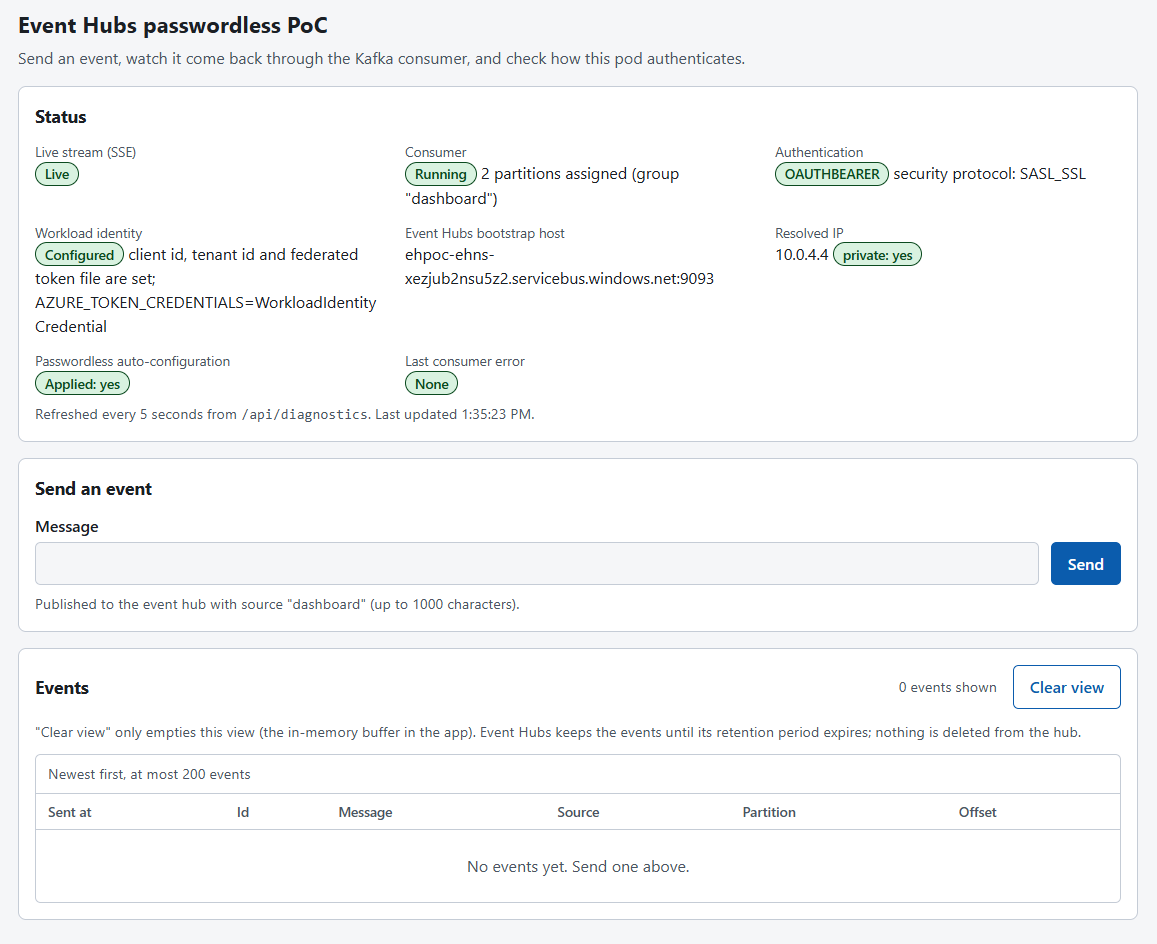 Event Hubs passwordless PoC
Send an event, watch it come back through the Kafka consumer, and check how this pod authenticates.
Status
Live stream (SSE)
Live
Consumer
Running 2 partitions assigned (group
"dashboard")
Authentication
OAUTHBEARER security protocol: SASL_SSL
Workload identity
Configured client id, tenant id and federated
token file are set;
AZURE_TOKEN_CREDENTIALS=WorkloadIdentity
Credential
Event Hubs bootstrap host
ehpoc-ehns-
xezjub2nsu5z2.servicebus.windows.net:9093
Resolved IP
10.0.4.4 private: yes
Passwordless auto-configuration
Applied: yes
Last consumer error
None
Refreshed every 5 seconds from /api/diagnostics. Last updated 1:35:23 PM.
Send an event
Message
Send
Published to the event hub with source "dashboard" (up to 1000 characters).
Events
0 events shown
Clear view
"Clear view" only empties this view (the in-memory buffer in the app). Event Hubs keeps the events until its retention period expires; nothing is deleted from the hub.
Newest first, at most 200 events
Sent at Id Message Source Partition Offset
No events yet. Send one above.